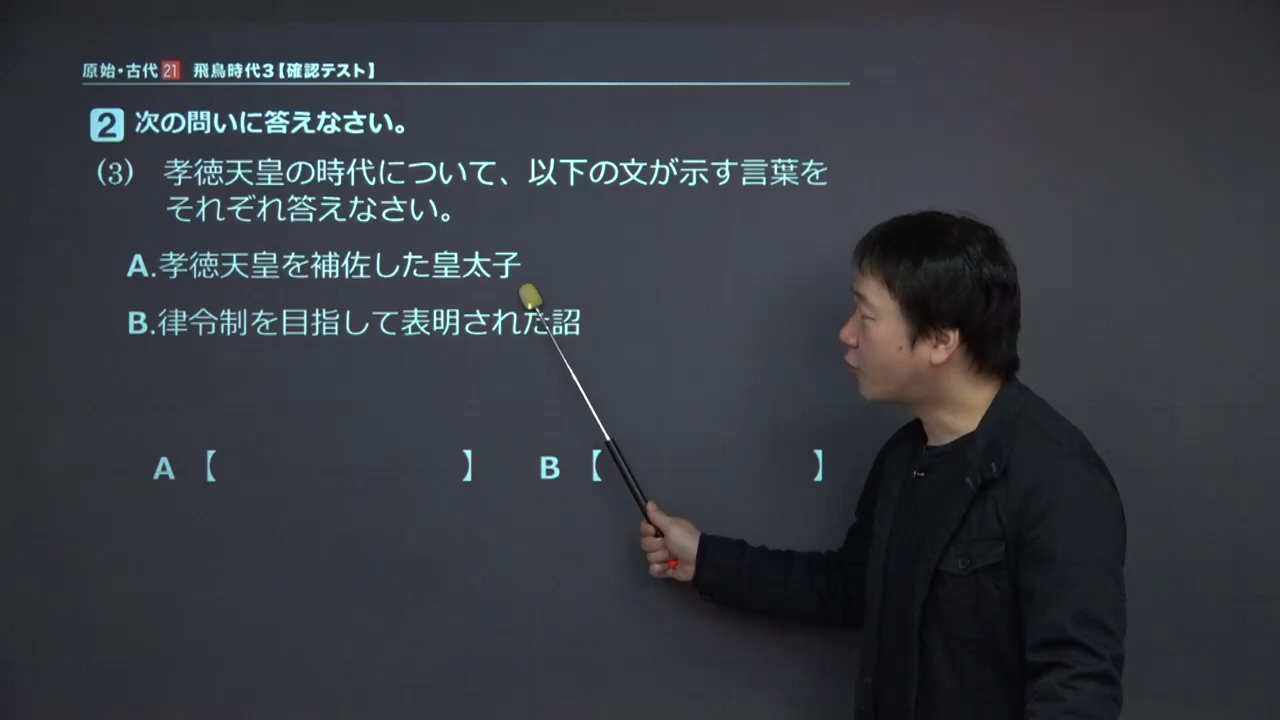 原始・古代21 飛鳥時代3【確認テスト】
2 次の問いに答えなさい。
(3) 孝徳天皇の時代について、以下の文が示す言葉を
それぞれ答えなさい。
A.孝徳天皇を補佐した皇太子
B.律令制を目指して表明された詔
A【 】 B【 】